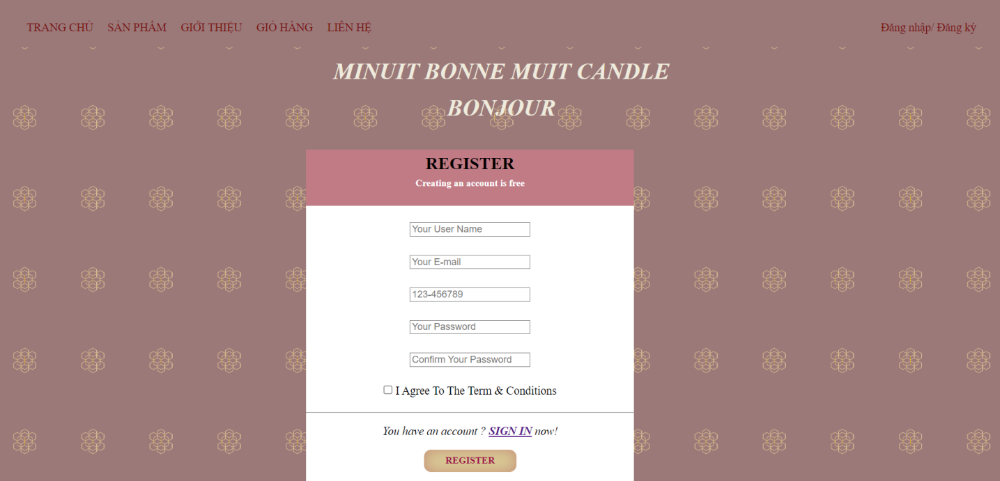 TRANG CHỦ SẢN PHẨM GIỚI THIỆU GIỎ HÀNG LIÊN HỆ Đăng nhập/ Đăng ký
MINUIT BONNE MUIT CANDLE
BONJOUR
REGISTER
Creating an account is free
Your User Name
Your E-mail
123-456789
Your Password
Confirm Your Password
I Agree To The Term & Conditions
You have an account ? SIGN IN now!
REGISTER